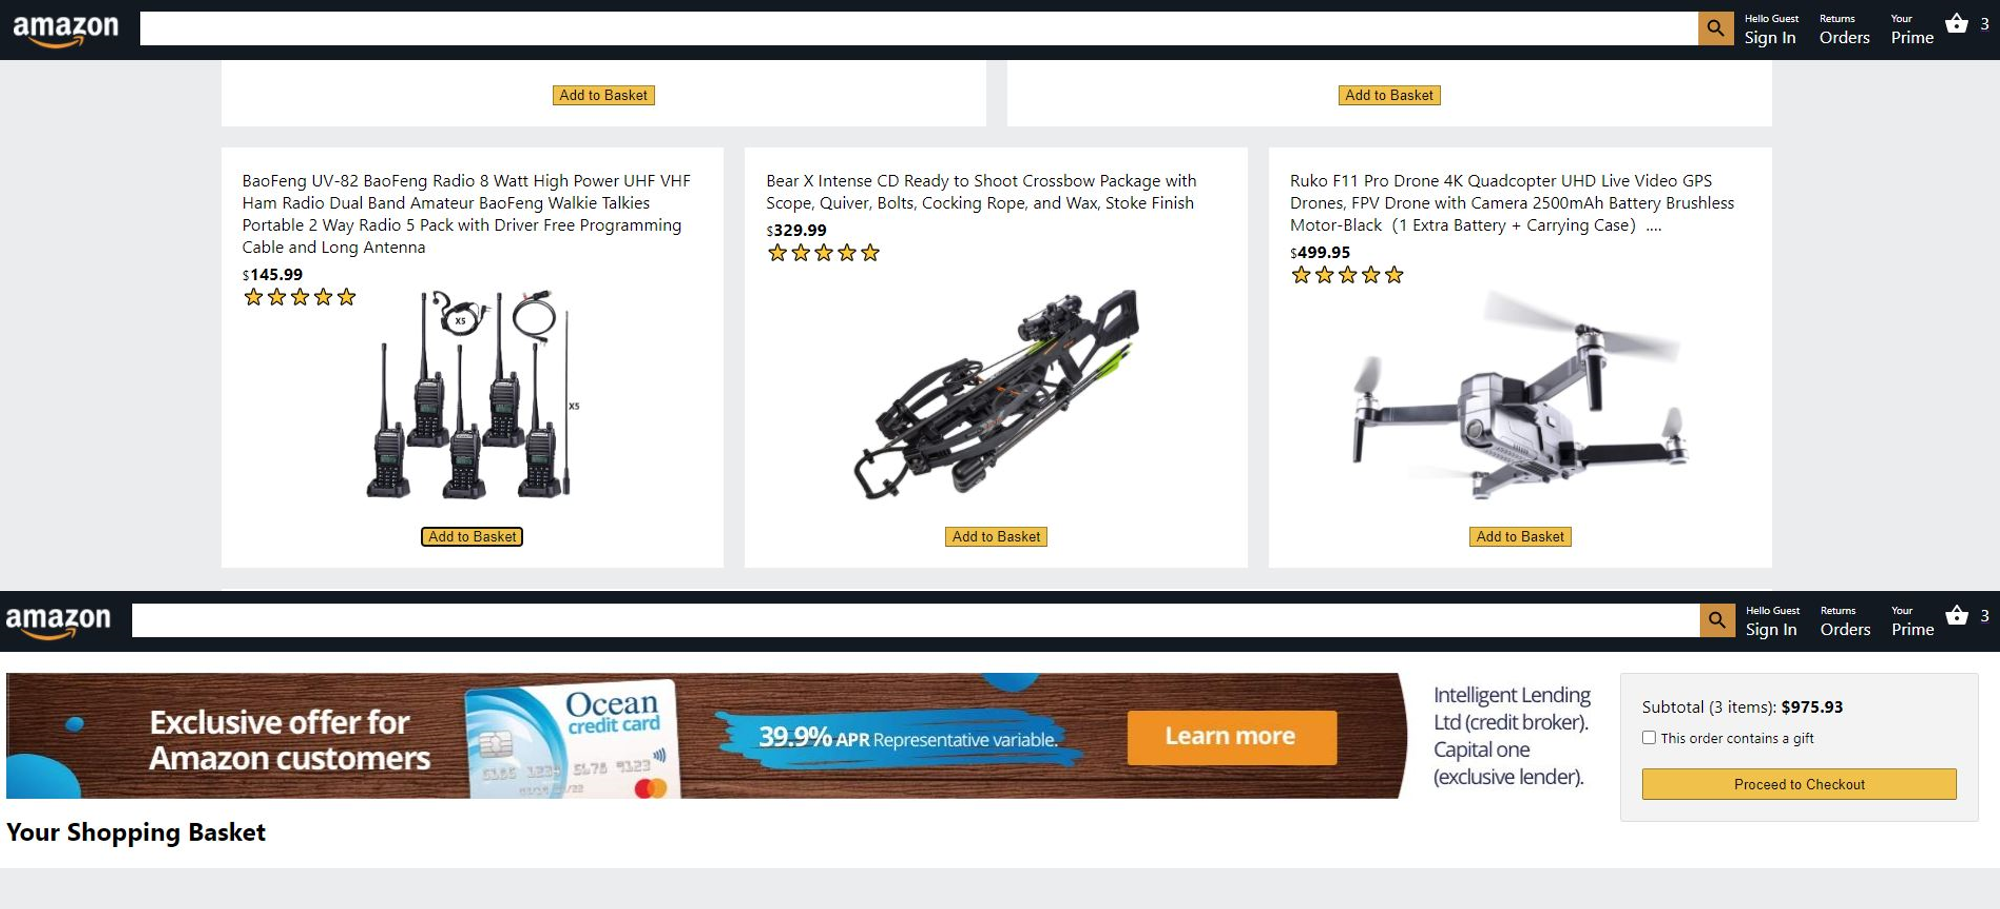 amazon
Hello Guest
Sign In
Returns
Orders
Your
Prime
3
Add to Basket
Add to Basket
BaoFeng UV-82 BaoFeng Radio 8 Watt High Power UHF VHF
Ham Radio Dual Band Amateur BaoFeng Walkie Talkies
Portable 2 Way Radio 5 Pack with Driver Free Programming
Cable and Long Antenna
$145.99
X5
X5
Add to Basket
Bear X Intense CD Ready to Shoot Crossbow Package with
Scope, Quiver, Bolts, Cocking Rope, and Wax, Stoke Finish
$329.99
Add to Basket
Ruko F11 Pro Drone 4K Quadcopter UHD Live Video GPS
Drones, FPV Drone with Camera 2500mAh Battery Brushless
Motor-Black（1 Extra Battery + Carrying Case）....
$499.95
Add to Basket
amazon
Hello Guest
Sign In
Returns
Orders
Your
Prime
3
Exclusive offer for
Amazon customers
Ocean
credit card
39.9% APR Representative variable.
Learn more
Intelligent Lending
Ltd (credit broker).
Capital one
(exclusive lender).
Subtotal (3 items): $975.93
This order contains a gift
Proceed to Checkout
Your Shopping Basket